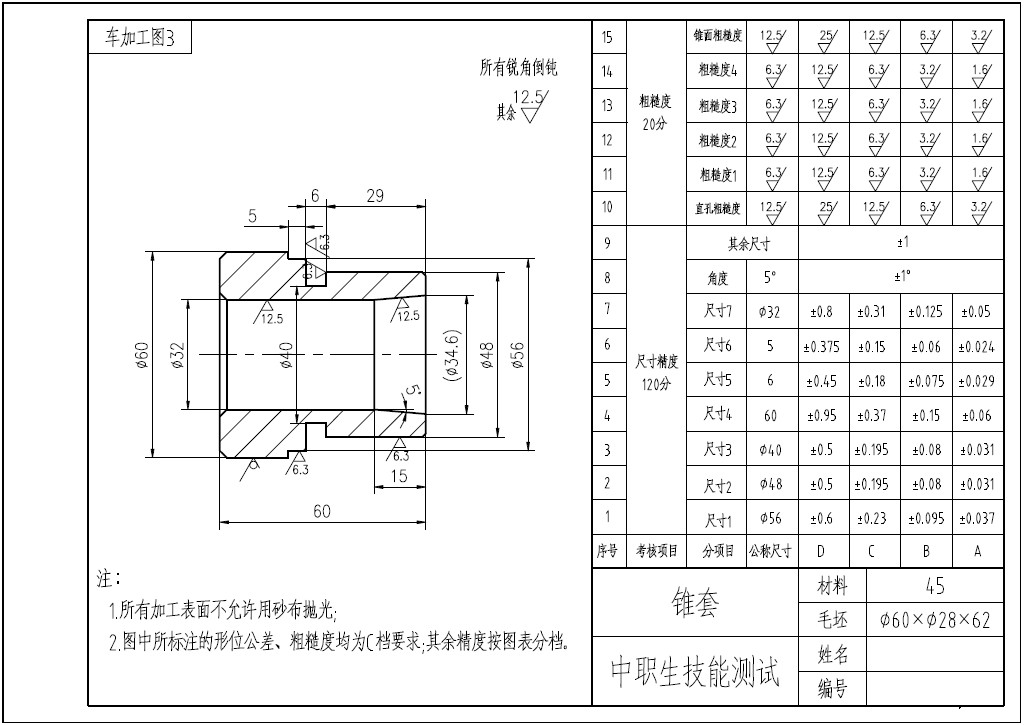 车加工图3
所有锐角倒钝
其余 12.5
6 29
5
6.3
6.3
12.5
12.5
φ60
φ32
φ40
5°
(φ34.6)
φ48
φ56
6.3
6.3
15
60
注：
1.所有加工表面不允许用砂布抛光;
2.图中所标注的形位公差、粗糙度均为C档要求;其余精度按图表分档。
15 锥面粗糙度 12.5 25 12.5 6.3 3.2
14 粗糙度4 6.3 12.5 6.3 3.2 1.6
13 粗糙度3 6.3 12.5 6.3 3.2 1.6
粗糙度
20分
12 粗糙度2 6.3 12.5 6.3 3.2 1.6
11 粗糙度1 6.3 12.5 6.3 3.2 1.6
10 直孔粗糙度 12.5 25 12.5 6.3 3.2
9 其余尺寸 ±1
8 角度 5° ±1°
7 尺寸7 φ32 ±0.8 ±0.31 ±0.125 ±0.05
6 尺寸6 5 ±0.375 ±0.15 ±0.06 ±0.024
尺寸精度
120分
5 尺寸5 6 ±0.45 ±0.18 ±0.075 ±0.029
4 尺寸4 60 ±0.95 ±0.37 ±0.15 ±0.06
3 尺寸3 φ40 ±0.5 ±0.195 ±0.08 ±0.031
2 尺寸2 φ48 ±0.5 ±0.195 ±0.08 ±0.031
1 尺寸1 φ56 ±0.6 ±0.23 ±0.095 ±0.037
序号 考核项目 分项目 公称尺寸 D C B A
锥套
材料 45
毛坯 φ60×φ28×62
中职生技能测试
姓名
编号